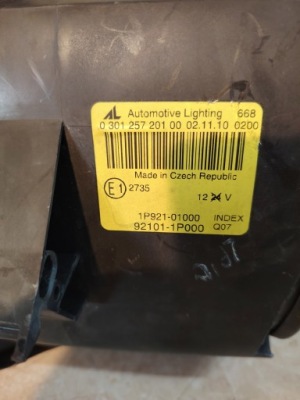 AL Automotive Lighting 668
0 301 257 201 00 02.11.10 0200
Made in Czech Republic
E1 2735
12 V
1P921-01000 INDEX
92101-1P000 Q07